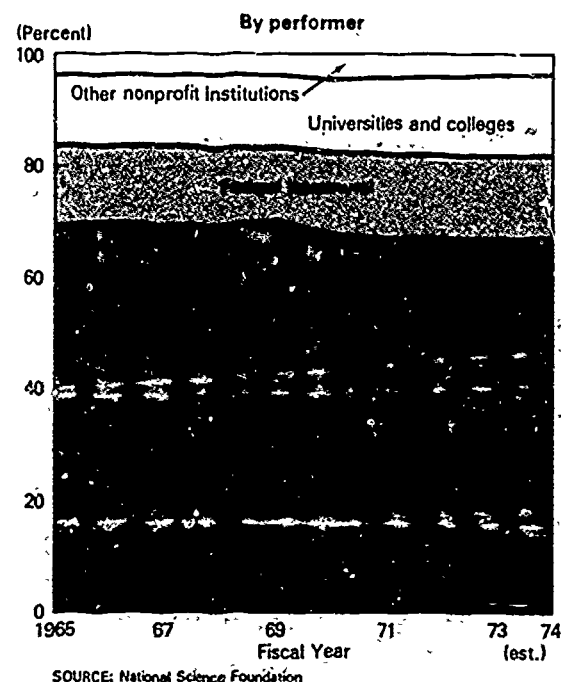 By performer
(Percent)
100
Other nonprofit institutions
Universities and colleges
80
60
40
20
0
1965 67 69 71 73 74
Fiscal Year (est.)
SOURCE: National Science Foundation